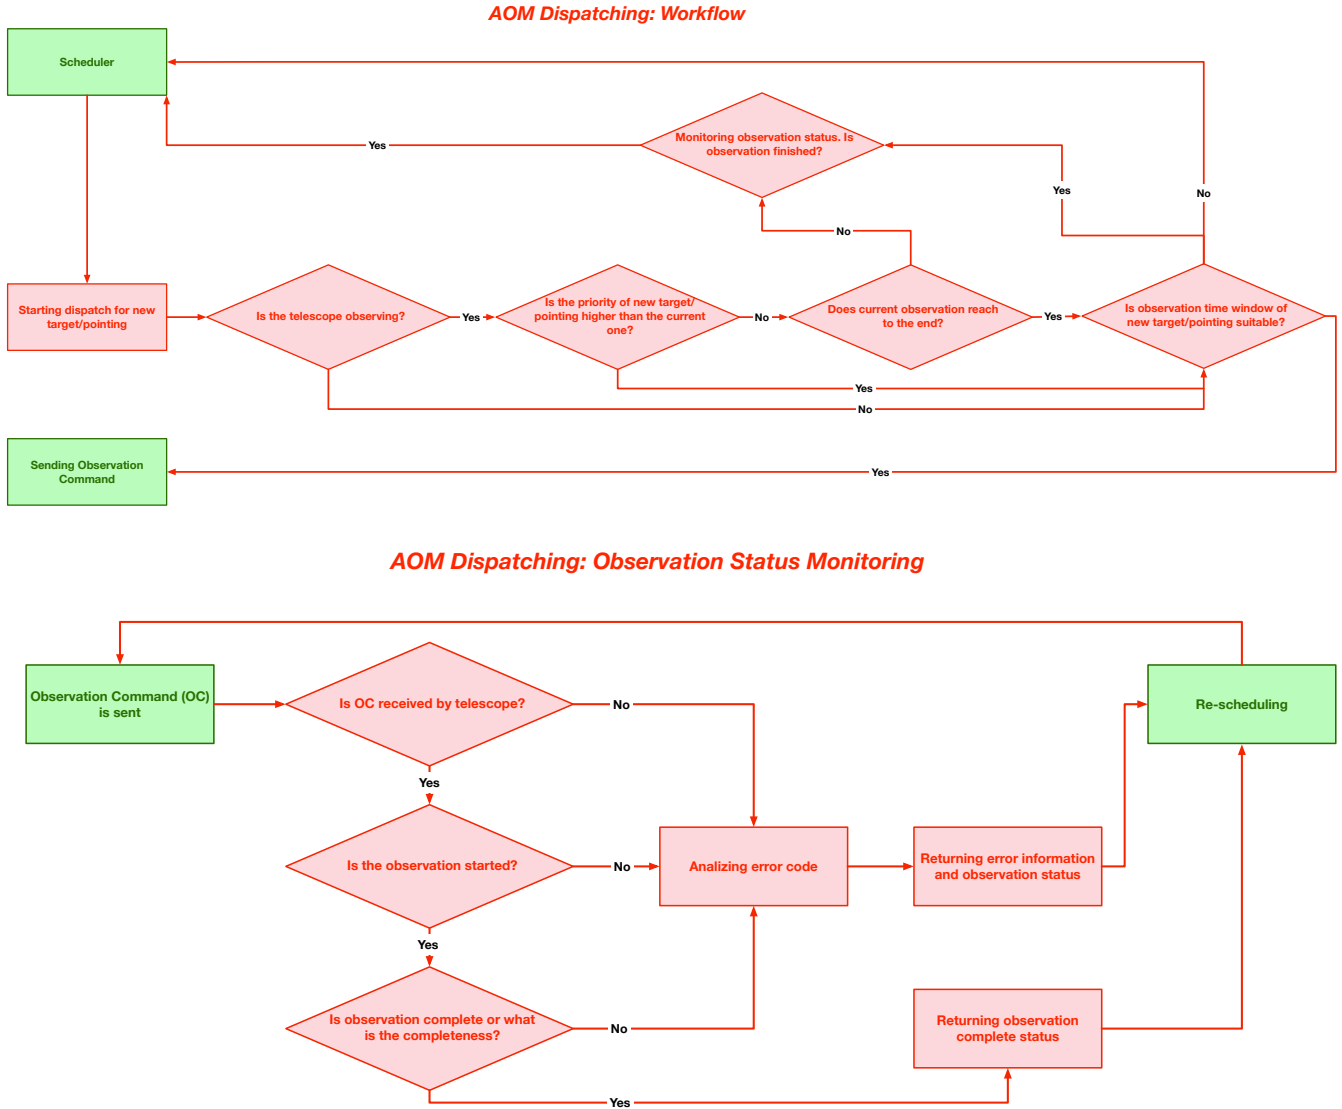 AOM Dispatching: Workflow
Scheduler
Monitoring observation status. Is
observation finished?
Yes
Yes
No
No
Starting dispatch for new
target/pointing
Is the telescope observing?
Yes
Is the priority of new target/
pointing higher than the current
one?
No
Does current observation reach
to the end?
Yes
Is observation time window of
new target/pointing suitable?
Yes
No
Sending Observation
Command
Yes
AOM Dispatching: Observation Status Monitoring
Observation Command (OC)
is sent
Is OC received by telescope?
No
Re-scheduling
Yes
Is the observation started?
No
Analizing error code
Returning error information
and observation status
Yes
Is observation complete or what
is the completeness?
No
Returning observation
complete status
Yes